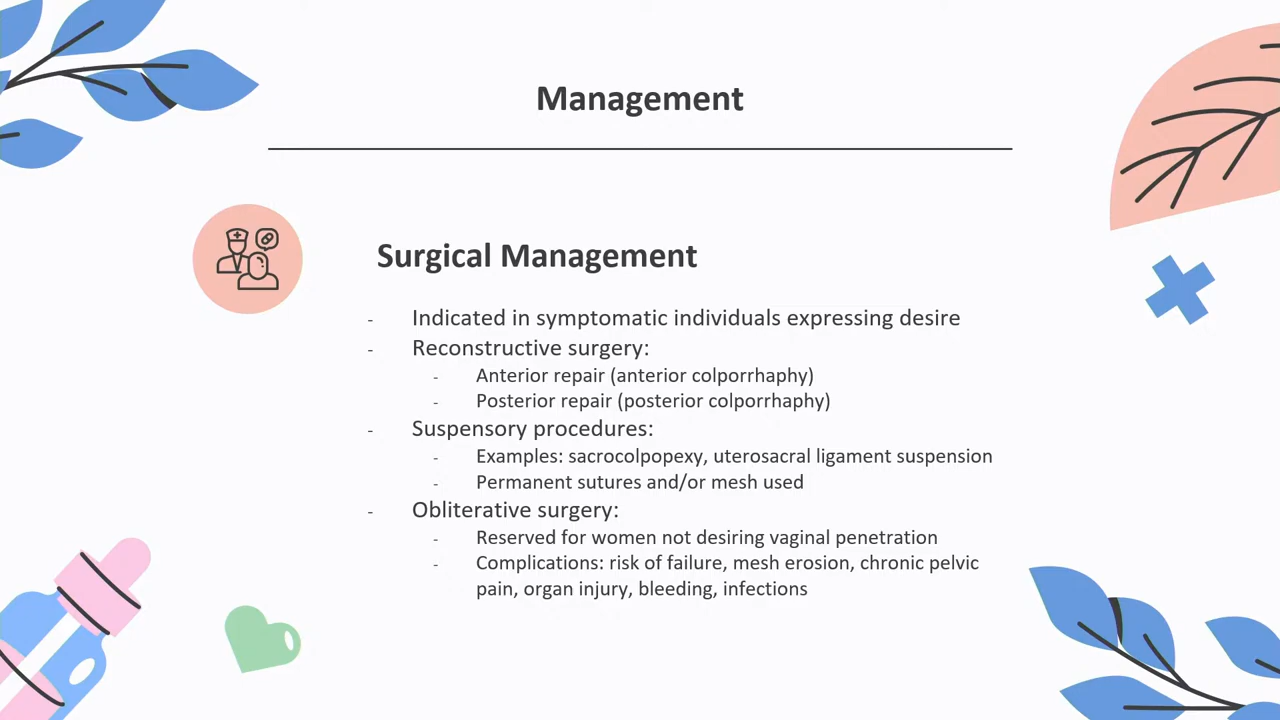 Management
Surgical Management
- Indicated in symptomatic individuals expressing desire
- Reconstructive surgery:
- Anterior repair (anterior colporrhaphy)
- Posterior repair (posterior colporrhaphy)
- Suspensory procedures:
- Examples: sacrocolpopexy, uterosacral ligament suspension
- Permanent sutures and/or mesh used
- Obliterative surgery:
- Reserved for women not desiring vaginal penetration
- Complications: risk of failure, mesh erosion, chronic pelvic
pain, organ injury, bleeding, infections